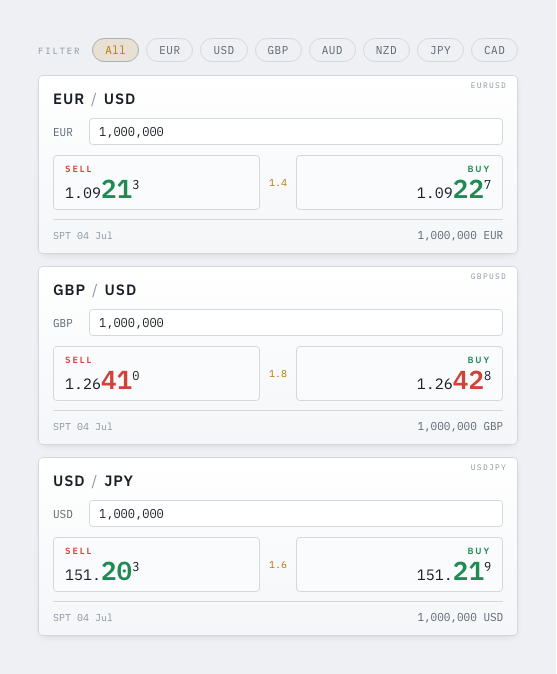 FILTER All EUR USD GBP AUD NZD JPY CAD
EURUSD
EUR / USD
EUR 1,000,000
SELL BUY
1.09213 1.4 1.09227
SPT 04 Jul 1,000,000 EUR
GBPUSD
GBP / USD
GBP 1,000,000
SELL BUY
1.26410 1.8 1.26428
SPT 04 Jul 1,000,000 GBP
USDJPY
USD / JPY
USD 1,000,000
SELL BUY
151.203 1.6 151.219
SPT 04 Jul 1,000,000 USD